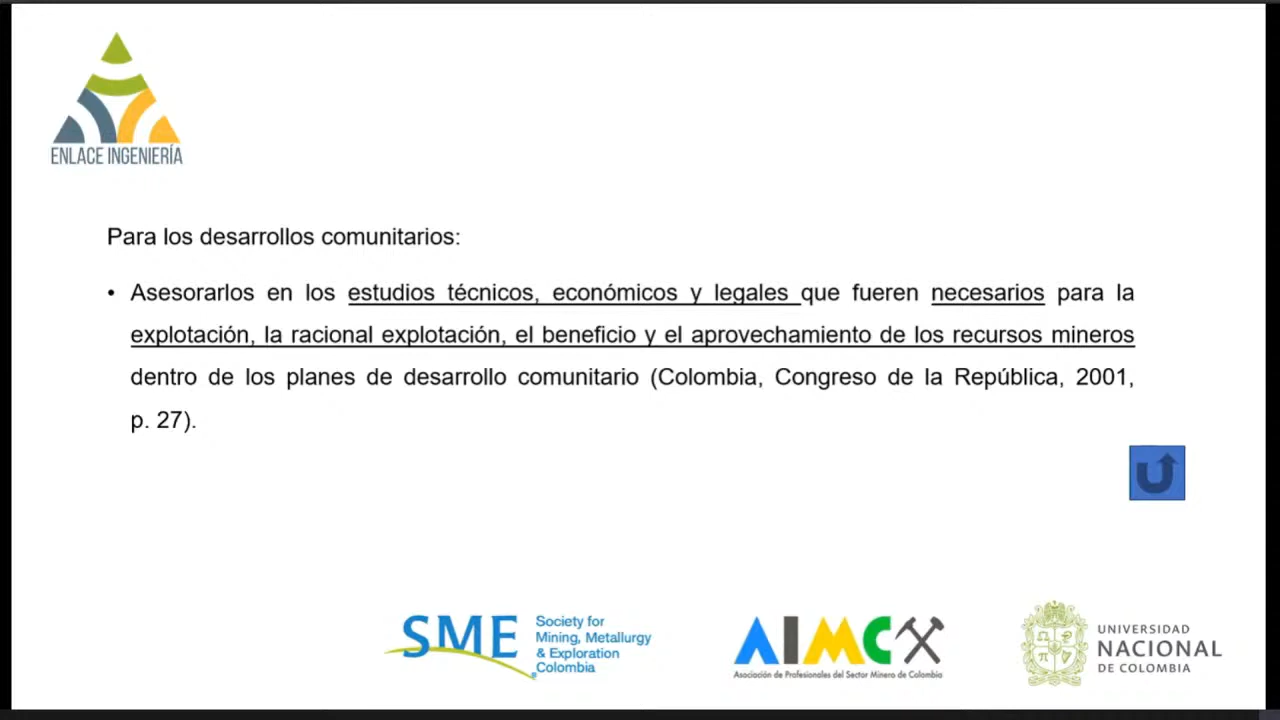 ENLACE INGENIERÍA
Para los desarrollos comunitarios:
• Asesorarlos en los estudios técnicos, económicos y legales que fueren necesarios para la
explotación, la racional explotación, el beneficio y el aprovechamiento de los recursos mineros
dentro de los planes de desarrollo comunitario (Colombia, Congreso de la República, 2001,
p. 27).
SME
Society for
Mining, Metallurgy
& Exploration
Colombia
AIMC
Asociación de Profesionales del Sector Minero de Colombia
UNIVERSIDAD
NACIONAL
DE COLOMBIA